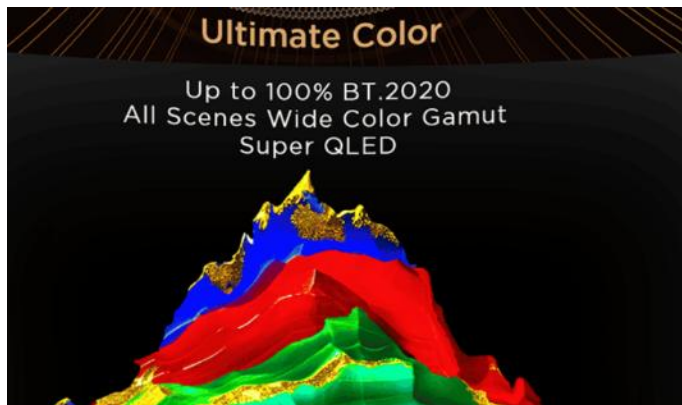 Ultimate Color
Up to 100% BT.2020
All Scenes Wide Color Gamut
Super QLED